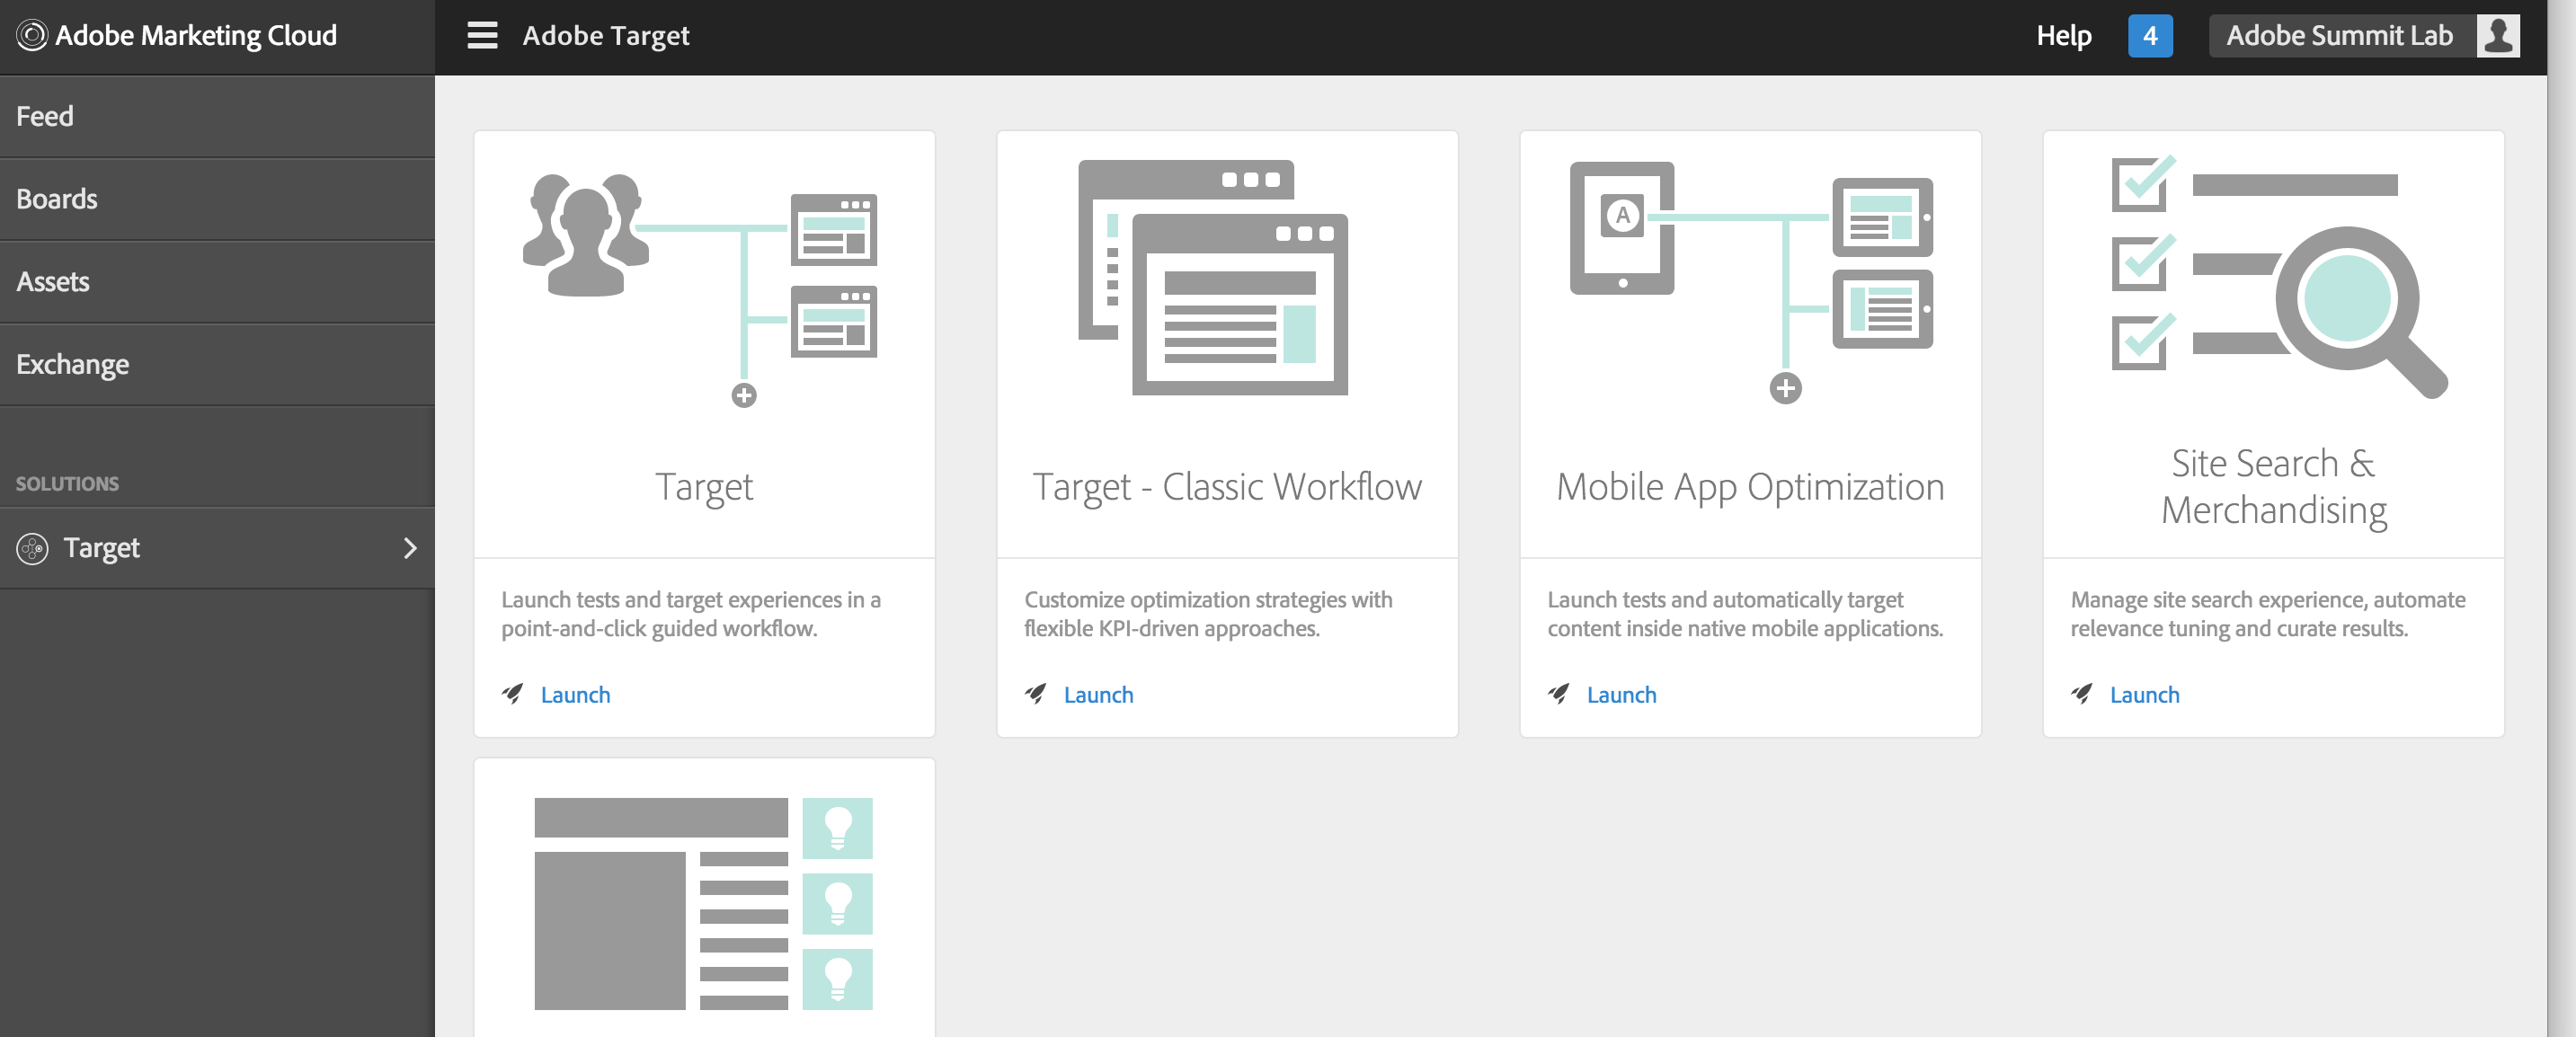 Adobe Marketing Cloud
Adobe Target
Help
4
Adobe Summit Lab
Feed
Boards
Assets
Exchange
SOLUTIONS
Target
A
Target
Launch tests and target experiences in a
point-and-click guided workflow.
Launch
Target - Classic Workflow
Customize optimization strategies with
flexible KPI-driven approaches.
Launch
Mobile App Optimization
Launch tests and automatically target
content inside native mobile applications.
Launch
Site Search &
Merchandising
Manage site search experience, automate
relevance tuning and curate results.
Launch